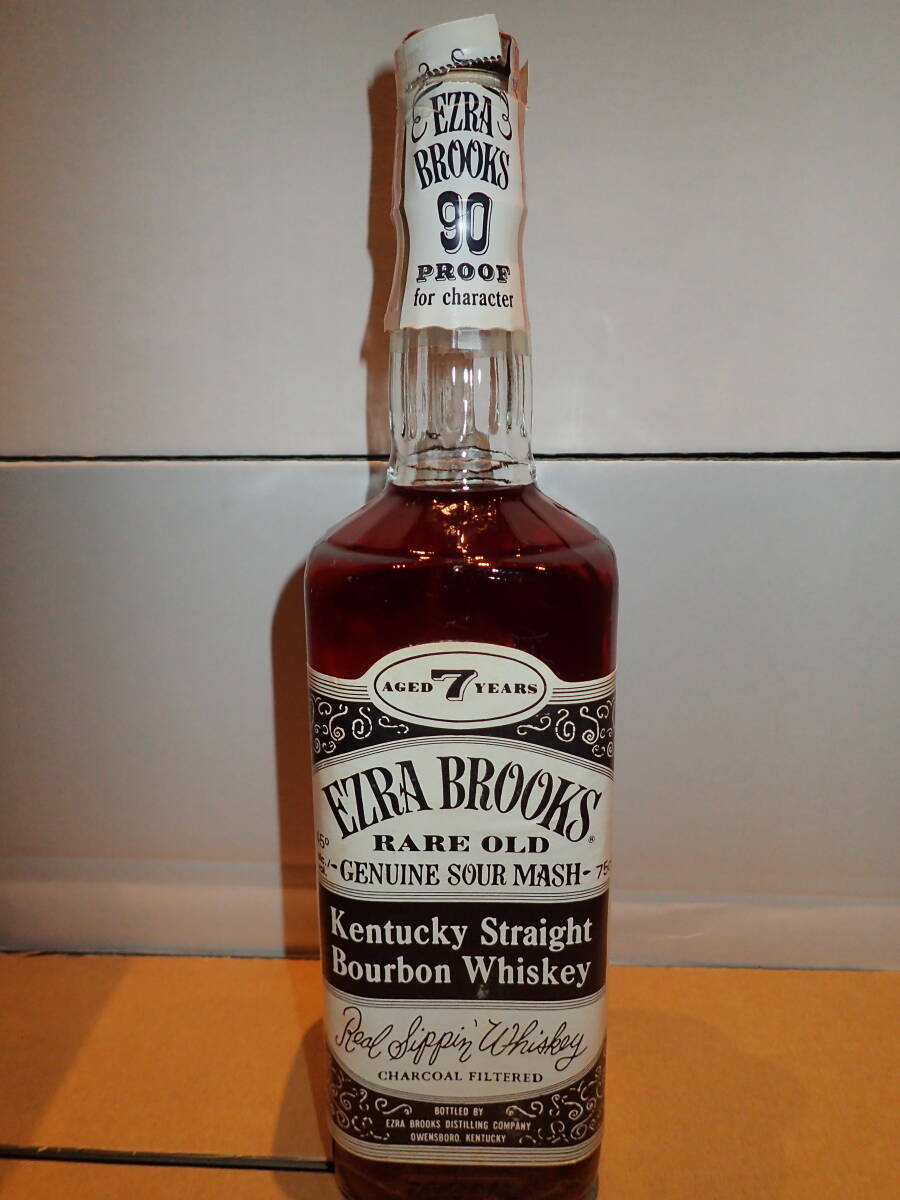 EZRA
BROOKS
90
PROOF
for character
AGED 7 YEARS
EZRA BROOKS®
RARE OLD
-GENUINE SOUR MASH-
Kentucky Straight
Bourbon Whiskey
Real Sippin' Whiskey
CHARCOAL FILTERED
BOTTLED BY
EZRA BROOKS DISTILLING COMPANY
OWENSBORO, KENTUCKY